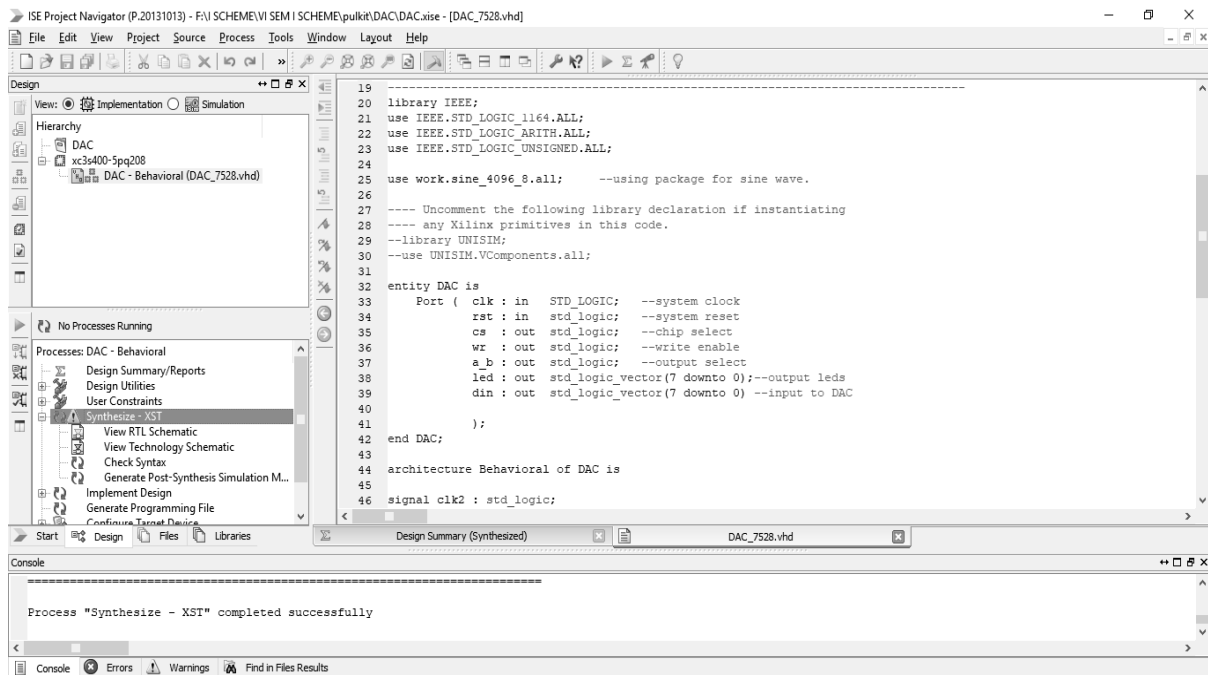 ISE Project Navigator (P.20131013) - F:\I SCHEME\VI SEM I SCHEME\pulkit\DAC\DAC.xise - [DAC_7528.vhd]
File Edit View Project Source Process Tools Window Layout Help
Design
View: Implementation Simulation
Hierarchy
DAC
xc3s400-5pq208
DAC - Behavioral (DAC_7528.vhd)
No Processes Running
Processes: DAC - Behavioral
Design Summary/Reports
Design Utilities
User Constraints
Synthesize - XST
View RTL Schematic
View Technology Schematic
Check Syntax
Generate Post-Synthesis Simulation M...
Implement Design
Generate Programming File
Configure Target Device
Start Design Files Libraries
19 ----------------------------------------------------------------------------------
20 library IEEE;
21 use IEEE.STD_LOGIC_1164.ALL;
22 use IEEE.STD_LOGIC_ARITH.ALL;
23 use IEEE.STD_LOGIC_UNSIGNED.ALL;
24
25 use work.sine_4096_8.all; --using package for sine wave.
26
27 ---- Uncomment the following library declaration if instantiating
28 ---- any Xilinx primitives in this code.
29 --library UNISIM;
30 --use UNISIM.VComponents.all;
31
32 entity DAC is
33 Port ( clk : in STD_LOGIC; --system clock
34 rst : in std_logic; --system reset
35 cs : out std_logic; --chip select
36 wr : out std_logic; --write enable
37 a_b : out std_logic; --output select
38 led : out std_logic_vector(7 downto 0);--output leds
39 din : out std_logic_vector(7 downto 0) --input to DAC
40
41 );
42 end DAC;
43
44 architecture Behavioral of DAC is
45
46 signal clk2 : std_logic;
Design Summary (Synthesized) DAC_7528.vhd
Console
=========================================================================
Process "Synthesize - XST" completed successfully
Console Errors Warnings Find in Files Results